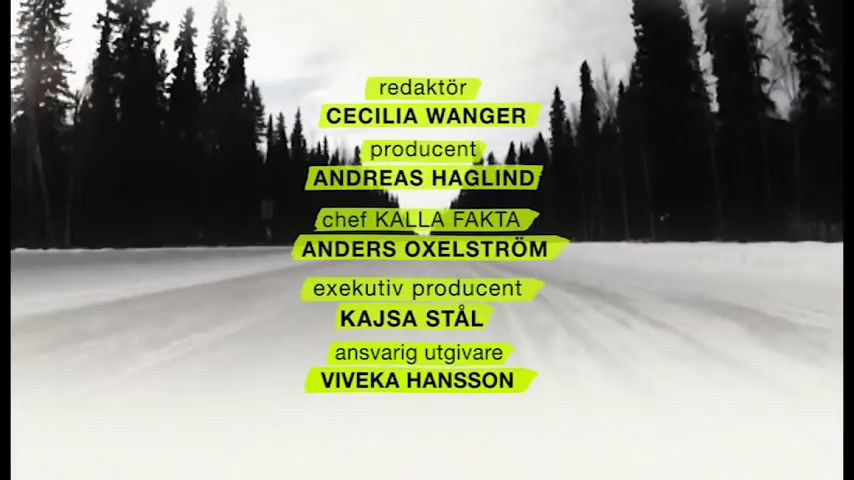 redaktör
CECILIA WANGER
producent
ANDREAS HAGLIND
chef KALLA FAKTA
ANDERS OXELSTRÖM
exekutiv producent
KAJSA STÅL
ansvarig utgivare
VIVEKA HANSSON